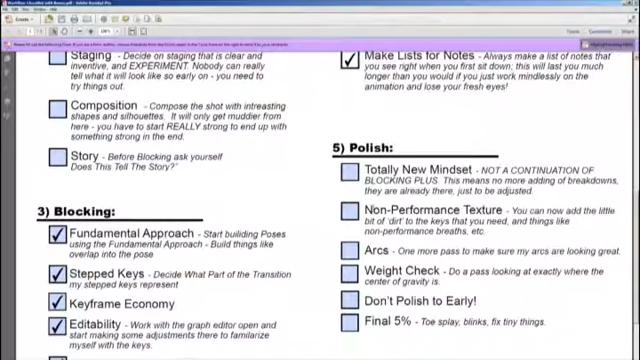 Workflow Checklist with Boxes.pdf - Adobe Acrobat Pro
Create
Tools
Comment
Staging - Decide on staging that is clear and
inventive, and EXPERIMENT. Nobody can really
tell what it will look like so early on - you need to
try things out.
Composition - Compose the shot with intreasting
shapes and silhouettes. It will only get muddier from
here - you have to start REALLY strong to end up with
something strong in the end.
Story - Before Blocking ask yourself
Does This Tell The Story?"
3) Blocking:
Fundamental Approach - Start building Poses
using the Fundamental Approach - Build things like
overlap into the pose
Stepped Keys - Decide What Part of the Transition
my stepped keys represent
Keyframe Economy
Editability - Work with the graph editor open and
start making some adjustments there to familarize
myself with the keys.
Make Lists for Notes - Always make a list of notes that
you see right when you first sit down; this will last you much
longer than you would if you just work mindlessly on the
animation and lose your fresh eyes!
5) Polish:
Totally New Mindset - NOT A CONTINUATION OF
BLOCKING PLUS. This means no more adding of breakdowns,
they are already there, just to be adjusted.
Non-Performance Texture - You can now add the little
bit of 'dirt' to the keys that you need, and things like
non-performance breaths, etc.
Arcs - One more pass to make sure my arcs are looking great.
Weight Check - Do a pass looking at exactly where the
center of gravity is.
Don't Polish to Early!
Final 5% - Toe splay, blinks, fix tiny things.